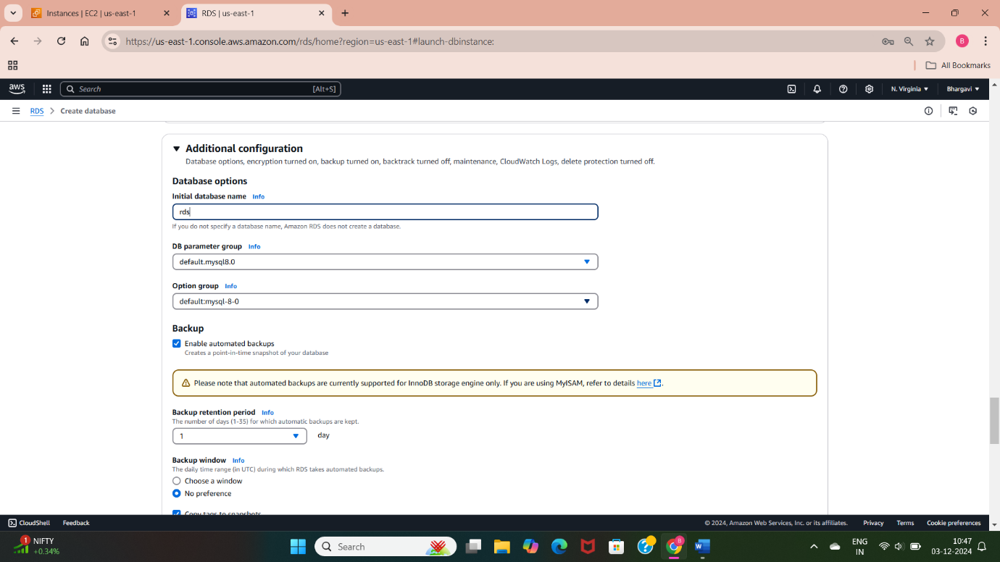 Instances | EC2 | us-east-1
RDS | us-east-1
https://us-east-1.console.aws.amazon.com/rds/home?region=us-east-1#launch-dbinstance:
B
All Bookmarks
aws
Search
[Alt+S]
N. Virginia
Bhargavi
RDS
Create database
Additional configuration
Database options, encryption turned on, backup turned on, backtrack turned off, maintenance, CloudWatch Logs, delete protection turned off.
Database options
Initial database name Info
rds
If you do not specify a database name, Amazon RDS does not create a database.
DB parameter group Info
default.mysql8.0
Option group Info
default:mysql-8-0
Backup
Enable automated backups
Creates a point-in-time snapshot of your database
Please note that automated backups are currently supported for InnoDB storage engine only. If you are using MyISAM, refer to details here.
Backup retention period Info
The number of days (1-35) for which automatic backups are kept.
1
day
Backup window Info
The daily time range (in UTC) during which RDS takes automated backups.
Choose a window
No preference
Copy tags to snapshots
CloudShell
Feedback
© 2024, Amazon Web Services, Inc. or its affiliates.
Privacy
Terms
Cookie preferences
1
NIFTY
+0.34%
Search
ENG
IN
10:47
03-12-2024